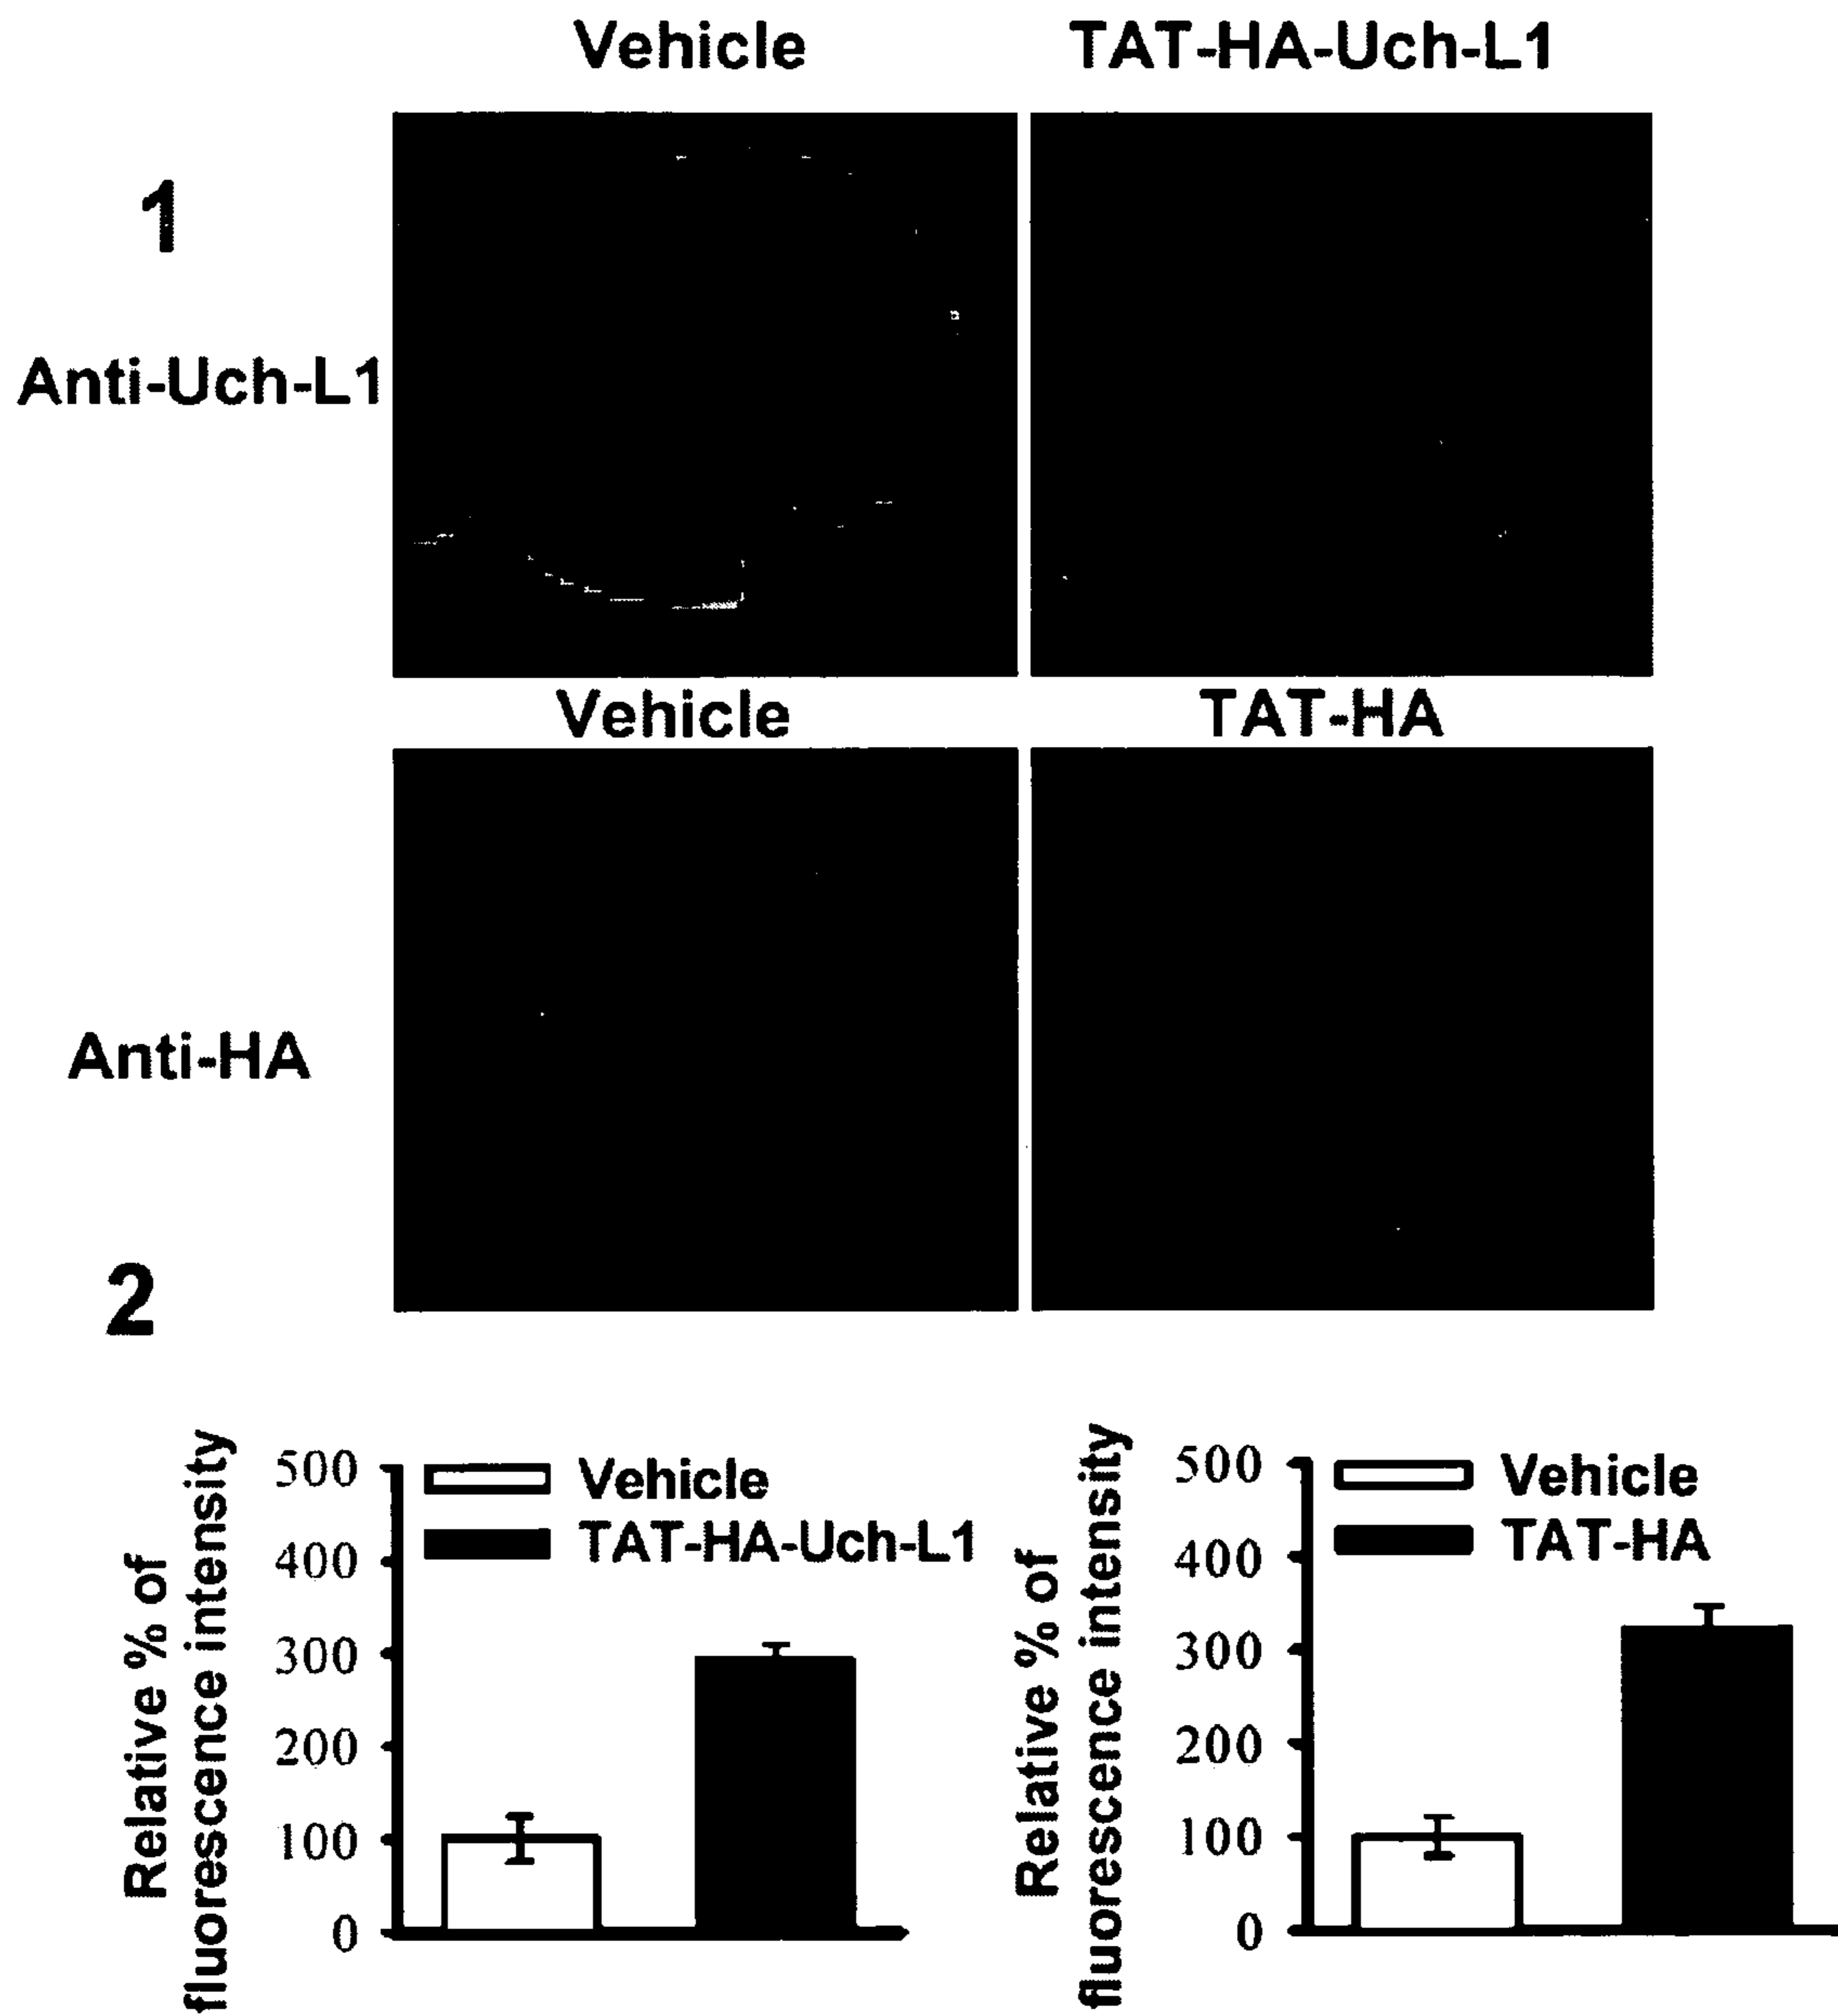 Vehicle TAT-HA-Uch-L1
1
Anti-Uch-L1
Vehicle TAT-HA
Anti-HA
2
Relative % of
fluorescence intensity
500
400
300
200
100
0
Vehicle
TAT-HA-Uch-L1
Relative % of
fluorescence intensity
500
400
300
200
100
0
Vehicle
TAT-HA